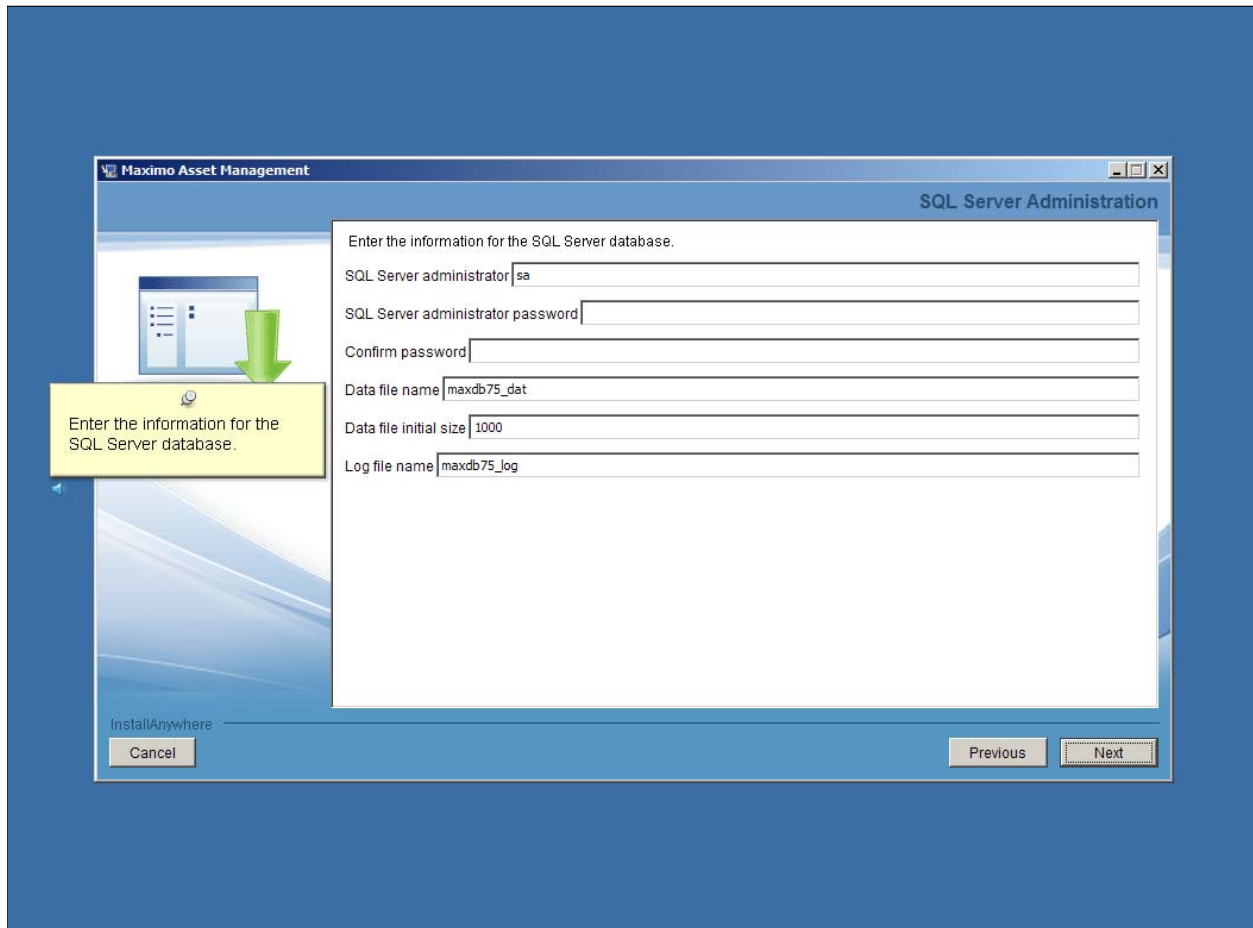 Maximo Asset Management
SQL Server Administration
Enter the information for the SQL Server database.
SQL Server administrator sa
SQL Server administrator password
Confirm password
Data file name maxdb75_dat
Data file initial size 1000
Log file name maxdb75_log
Enter the information for the
SQL Server database.
InstallAnywhere
Cancel
Previous
Next